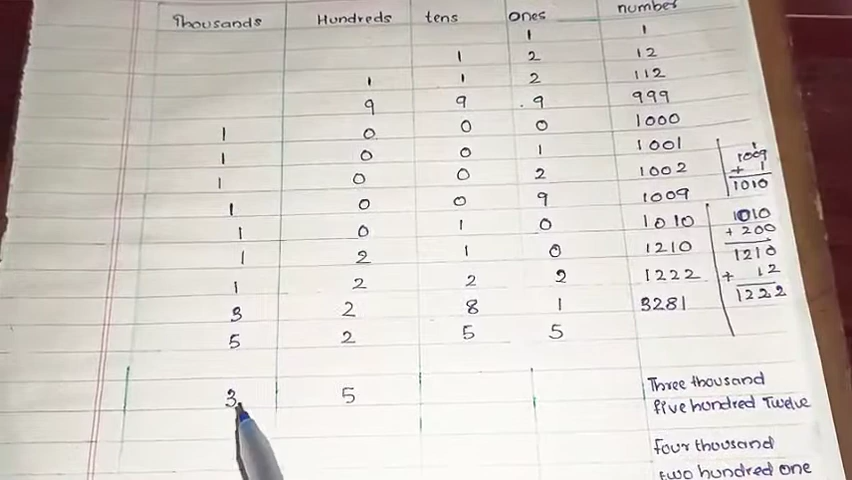 Thousands Hundreds tens ones number
1 1
1 2 12
1 1 2 112
9 9 .9 999
1 0 0 0 1000
1 0 0 1 1001
1 0 0 2 1002
1 0 0 9 1009
1 0 1 0 1010
1 2 1 0 1210
1 2 2 2 1222
3 2 8 1 3281
5 2 5 5
1
1009
+ 1
1010
1010
+ 200
1210
+ 12
1222
3 5
Three thousand
five hundred Twelve
four thousand
two hundred one